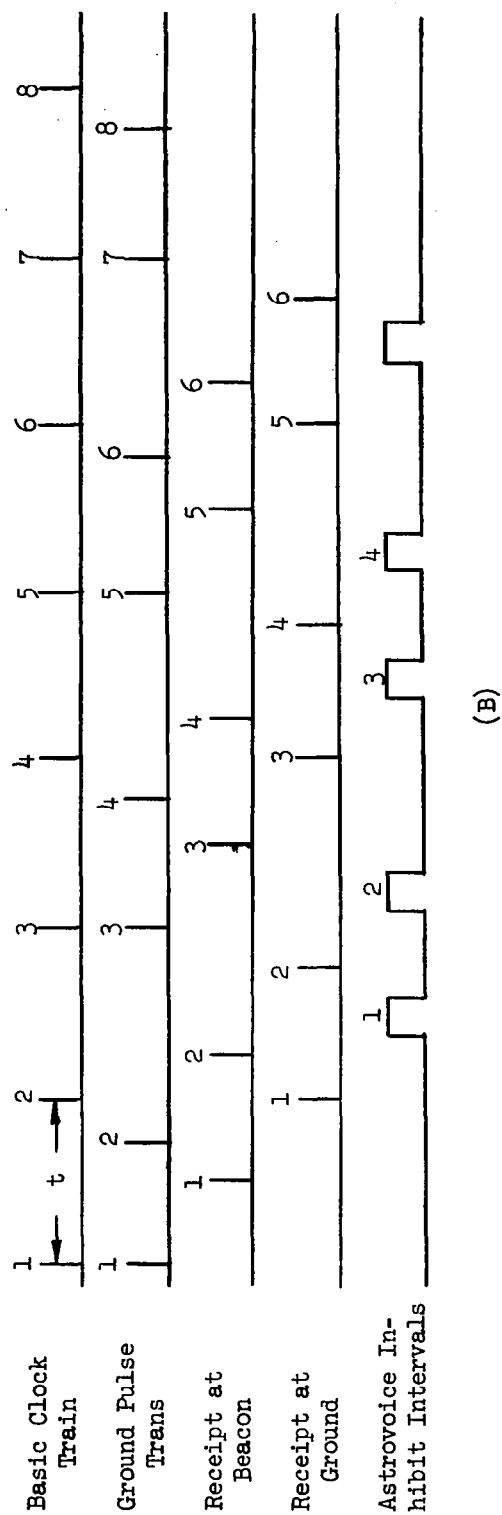 Basic Clock
Train
1 2 3 4 5 6 7 8
t
Ground Pulse
Trans
1 2 3 4 5 6 7 8
Receipt at
Beacon
1 2 3 4 5 6
Receipt at
Ground
1 2 3 4 5 6
Astrovoice In-
hibit Intervals
1 2 3 4
(B)